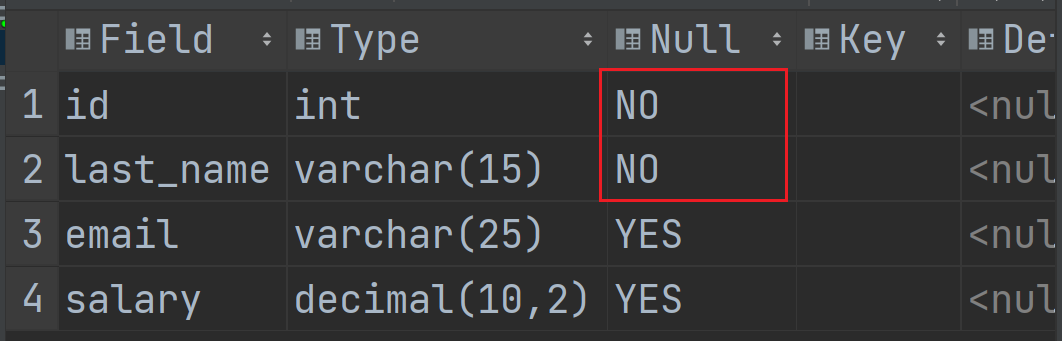 Field Type Null Key
1 id int NO <nul
2 last_name varchar(15) NO <nul
3 email varchar(25) YES <nul
4 salary decimal(10,2) YES <nul